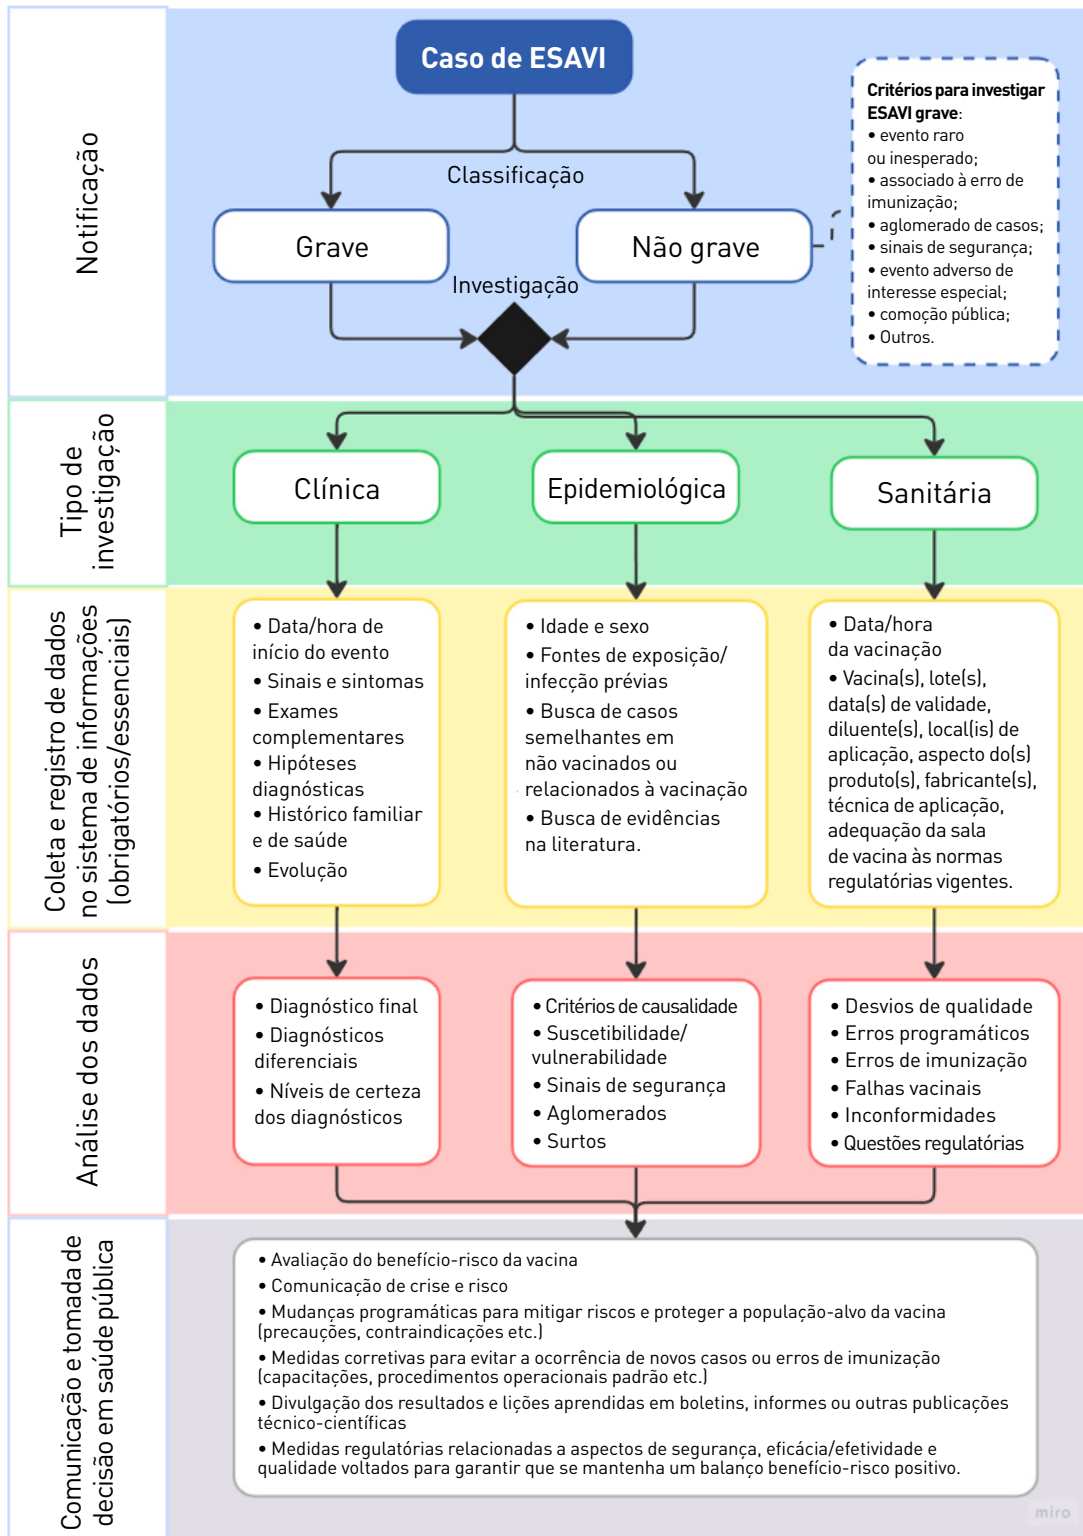 Notificação
Caso de ESAVI
Classificação
Grave
Não grave
Investigação
Critérios para investigar
ESAVI grave:
• evento raro
ou inesperado;
• associado à erro de
imunização;
• aglomerado de casos;
• sinais de segurança;
• evento adverso de
interesse especial;
• comoção pública;
• Outros.
Tipo de
investigação
Clínica
Epidemiológica
Sanitária
Coleta e registro de dados
no sistema de informações
(obrigatórios/essenciais)
• Data/hora de
início do evento
• Sinais e sintomas
• Exames
complementares
• Hipóteses
diagnósticas
• Histórico familiar
e de saúde
• Evolução
• Idade e sexo
• Fontes de exposição/
infecção prévias
• Busca de casos
semelhantes em
não vacinados ou
relacionados à vacinação
• Busca de evidências
na literatura.
• Data/hora
da vacinação
• Vacina(s), lote(s),
data(s) de validade,
diluente(s), local(is) de
aplicação, aspecto do(s)
produto(s), fabricante(s),
técnica de aplicação,
adequação da sala
de vacina às normas
regulatórias vigentes.
Análise dos dados
• Diagnóstico final
• Diagnósticos
diferenciais
• Níveis de certeza
dos diagnósticos
• Critérios de causalidade
• Suscetibilidade/
vulnerabilidade
• Sinais de segurança
• Aglomerados
• Surtos
• Desvios de qualidade
• Erros programáticos
• Erros de imunização
• Falhas vacinais
• Inconformidades
• Questões regulatórias
Comunicação e tomada de
decisão em saúde pública
• Avaliação do benefício-risco da vacina
• Comunicação de crise e risco
• Mudanças programáticas para mitigar riscos e proteger a população-alvo da vacina
(precauções, contraindicações etc.)
• Medidas corretivas para evitar a ocorrência de novos casos ou erros de imunização
(capacitações, procedimentos operacionais padrão etc.)
• Divulgação dos resultados e lições aprendidas em boletins, informes ou outras publicações
técnico-científicas
• Medidas regulatórias relacionadas a aspectos de segurança, eficácia/efetividade e
qualidade voltados para garantir que se mantenha um balanço benefício-risco positivo.
miro